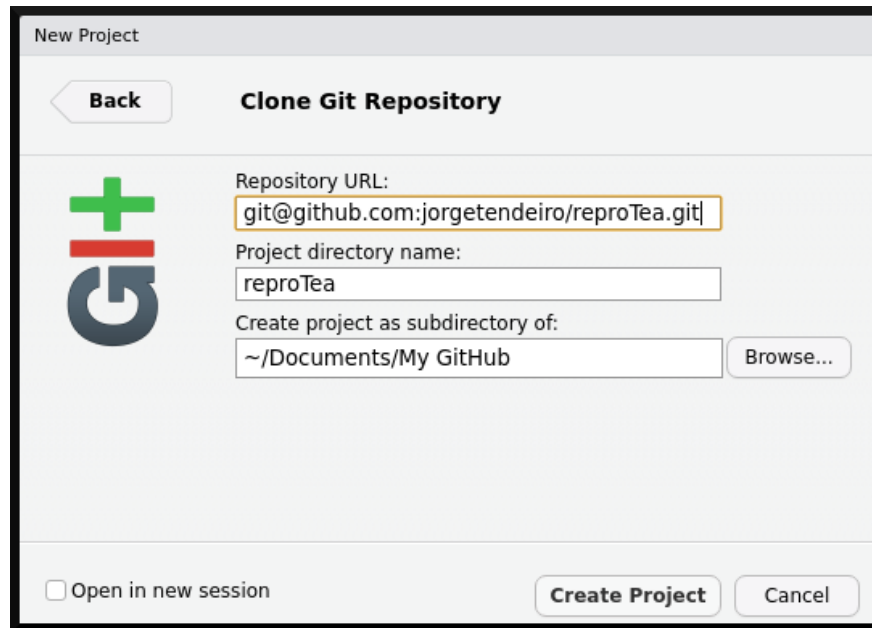 New Project
Back
Clone Git Repository
Repository URL:
git@github.com:jorgetendeiro/reproTea.git
Project directory name:
reproTea
Create project as subdirectory of:
~/Documents/My GitHub
Browse...
GIt
Open in new session
Create Project
Cancel